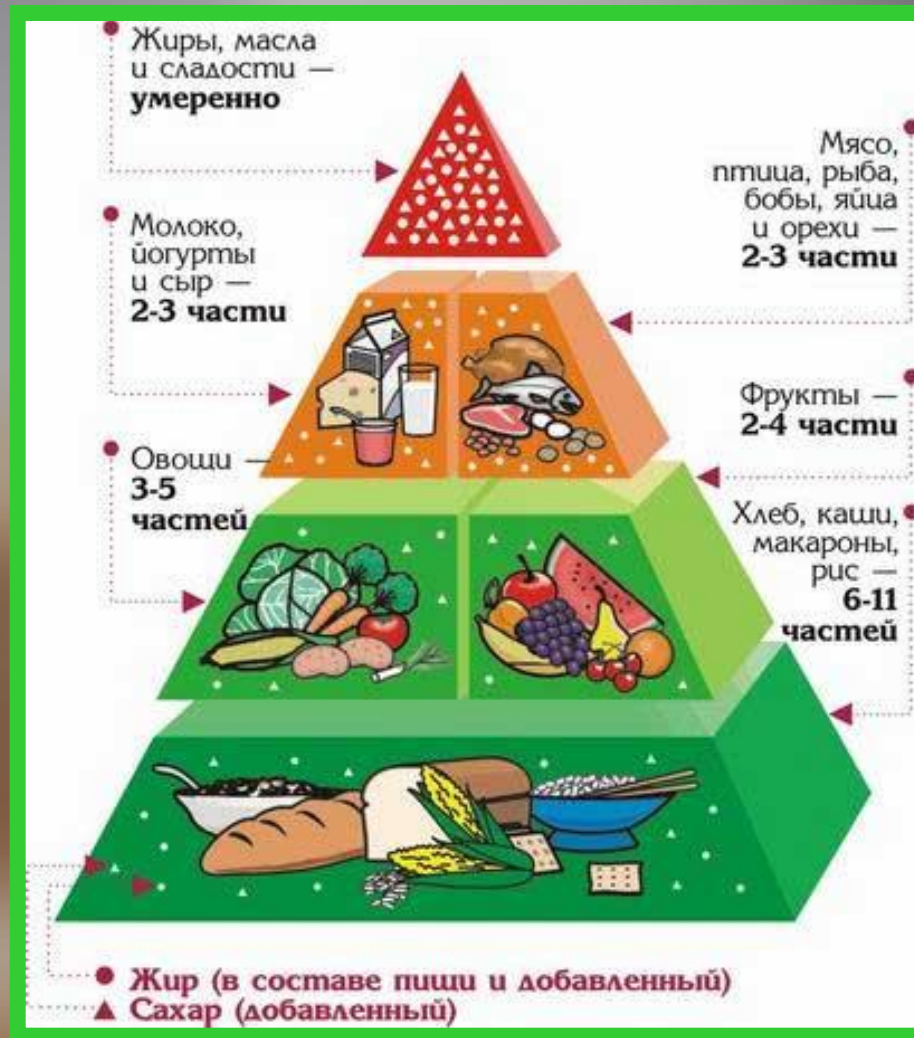 Жиры, масла
и сладости —
умеренно
Мясо,
птица, рыба,
бобы, яйца
и орехи —
2-3 части
Молоко,
йогурты
и сыр —
2-3 части
Фрукты —
2-4 части
Овощи —
3-5
частей
Хлеб, каши,
макароны,
рис —
6-11
частей
Жир (в составе пищи и добавленный)
Сахар (добавленный)